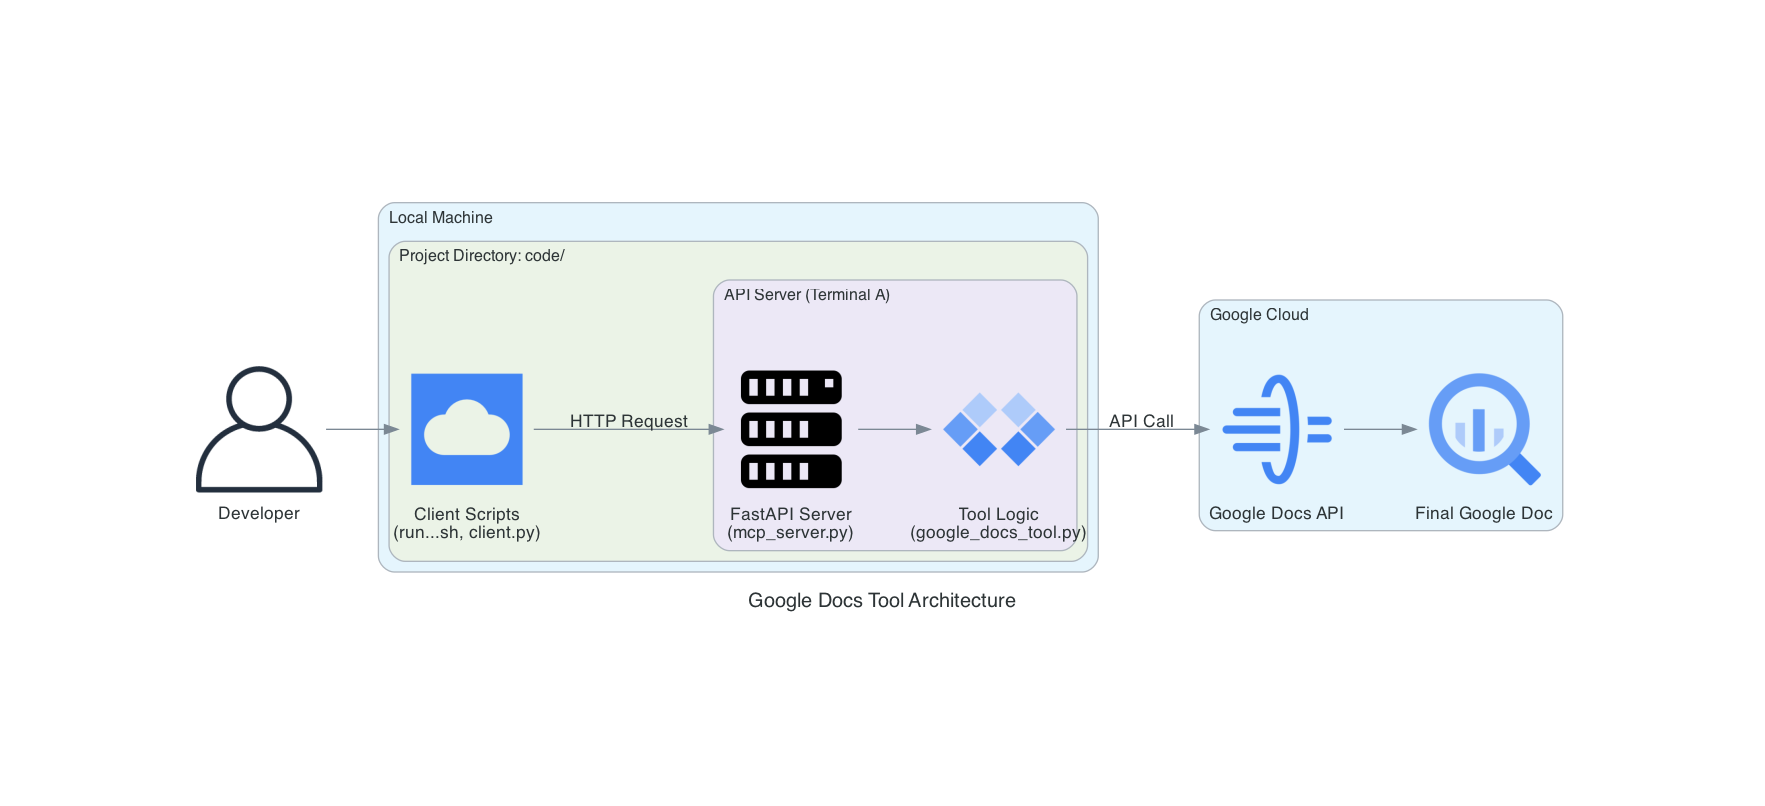 Local Machine
Project Directory: code/
API Server (Terminal A)
Google Cloud
HTTP Request
API Call
Developer
Client Scripts
(run...sh, client.py)
FastAPI Server
(mcp_server.py)
Tool Logic
(google_docs_tool.py)
Google Docs API
Final Google Doc
Google Docs Tool Architecture